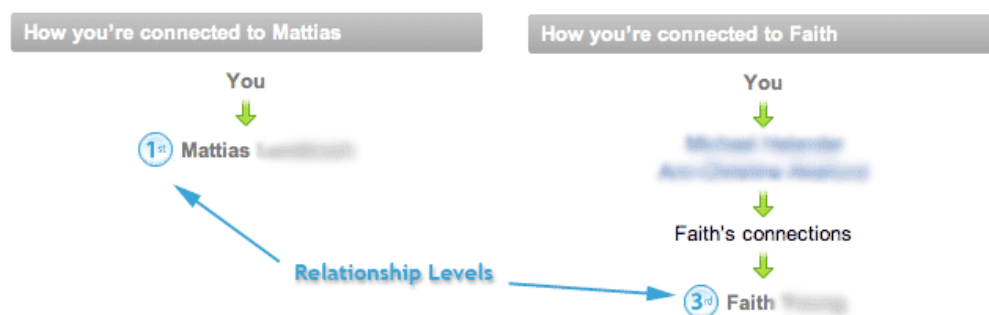 How you're connected to Mattias
You
1st Mattias
How you're connected to Faith
You
Faith's connections
3rd Faith
Relationship Levels